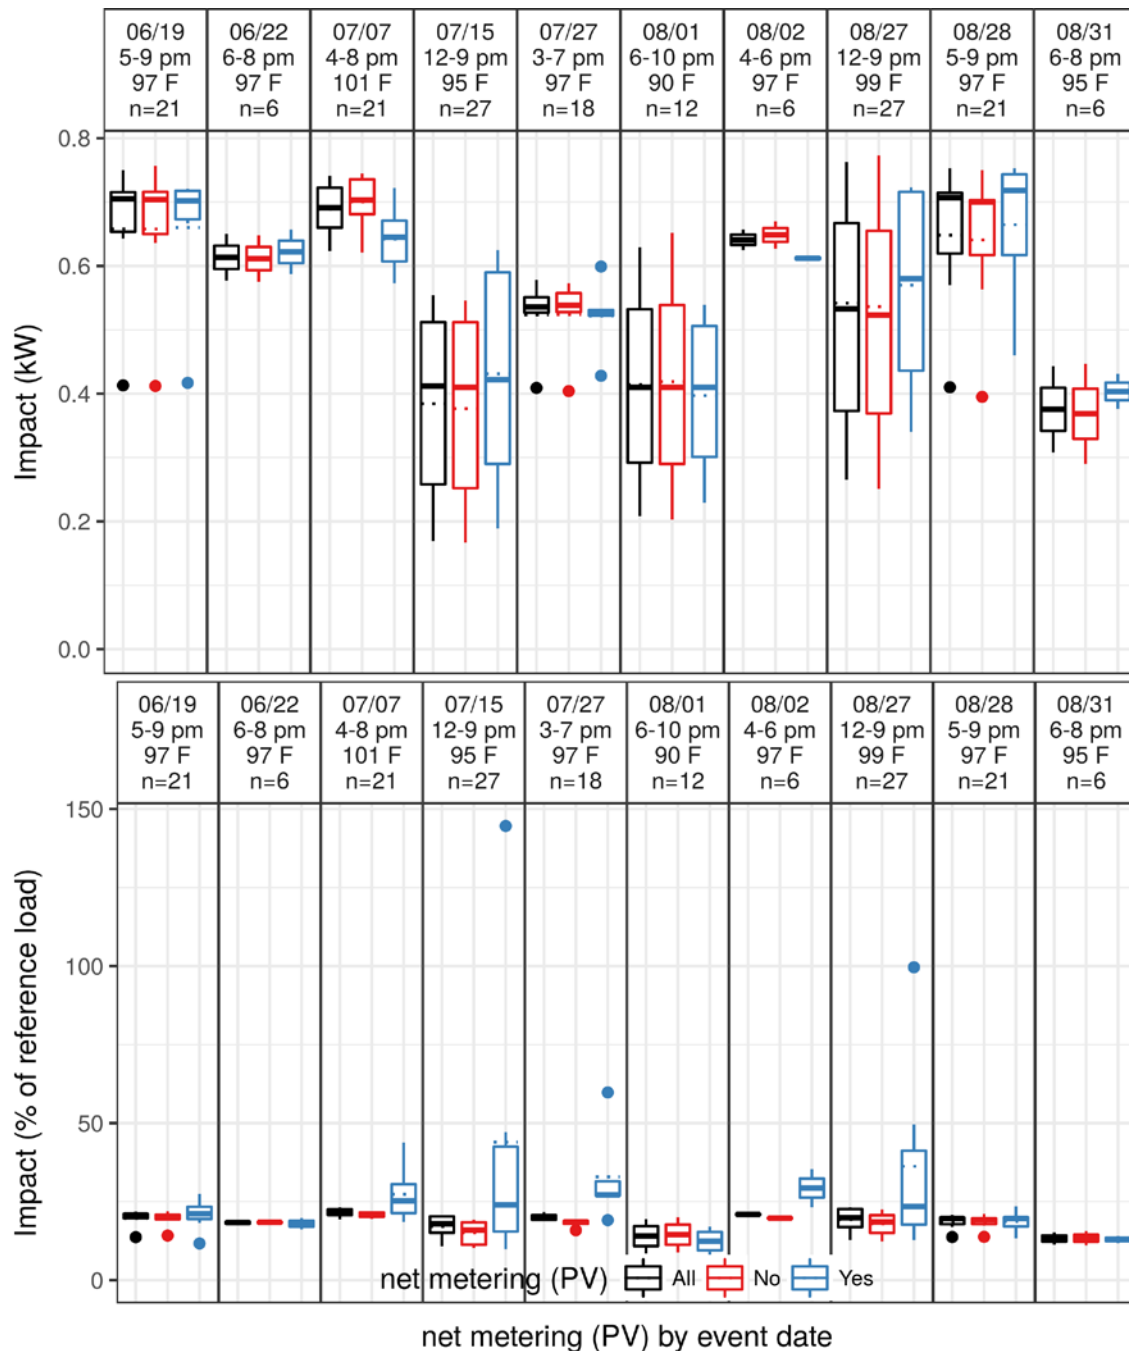 06/19 06/22 07/07 07/15 07/27 08/01 08/02 08/27 08/28 08/31
5-9 pm 6-8 pm 4-8 pm 12-9 pm 3-7 pm 6-10 pm 4-6 pm 12-9 pm 5-9 pm 6-8 pm
97 F 97 F 101 F 95 F 97 F 90 F 97 F 99 F 97 F 95 F
n=21 n=6 n=21 n=27 n=18 n=12 n=6 n=27 n=21 n=6
0.8
0.6
0.4
0.2
0.0
Impact (kW)
06/19 06/22 07/07 07/15 07/27 08/01 08/02 08/27 08/28 08/31
5-9 pm 6-8 pm 4-8 pm 12-9 pm 3-7 pm 6-10 pm 4-6 pm 12-9 pm 5-9 pm 6-8 pm
97 F 97 F 101 F 95 F 97 F 90 F 97 F 99 F 97 F 95 F
n=21 n=6 n=21 n=27 n=18 n=12 n=6 n=27 n=21 n=6
150
100
50
0
Impact (% of reference load)
net metering (PV) All No Yes
net metering (PV) by event date